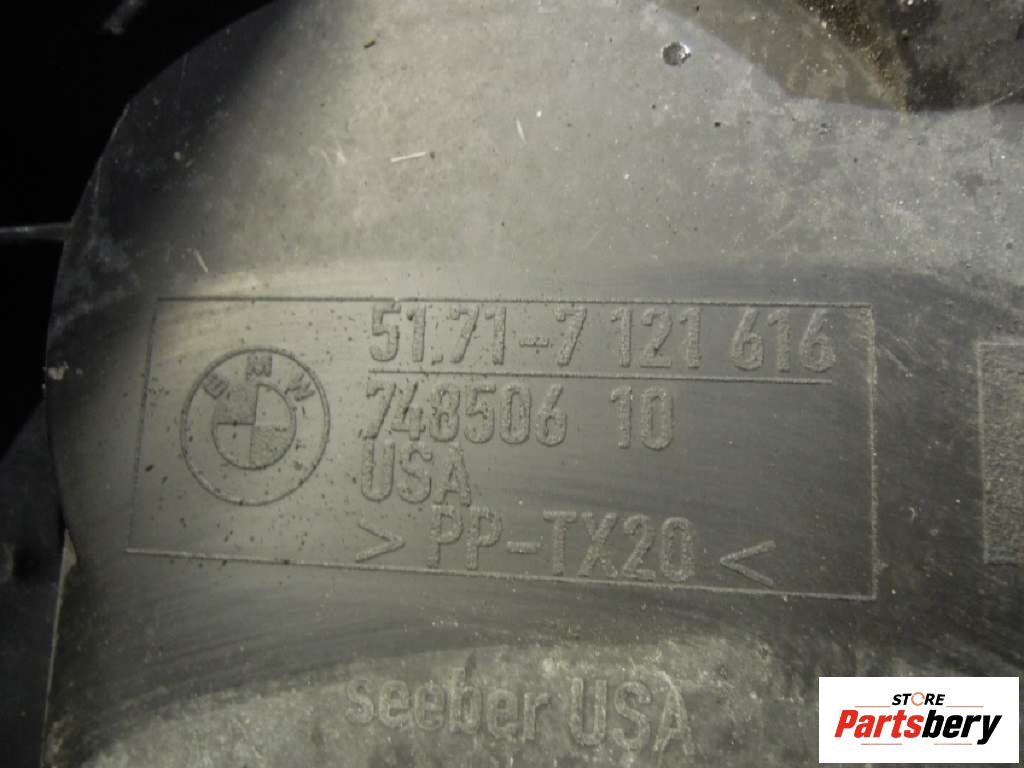 BMW
51.71-7 121 616
748506 10
USA
> PP-TX20 <
seeber USA
STORE
Partsbery